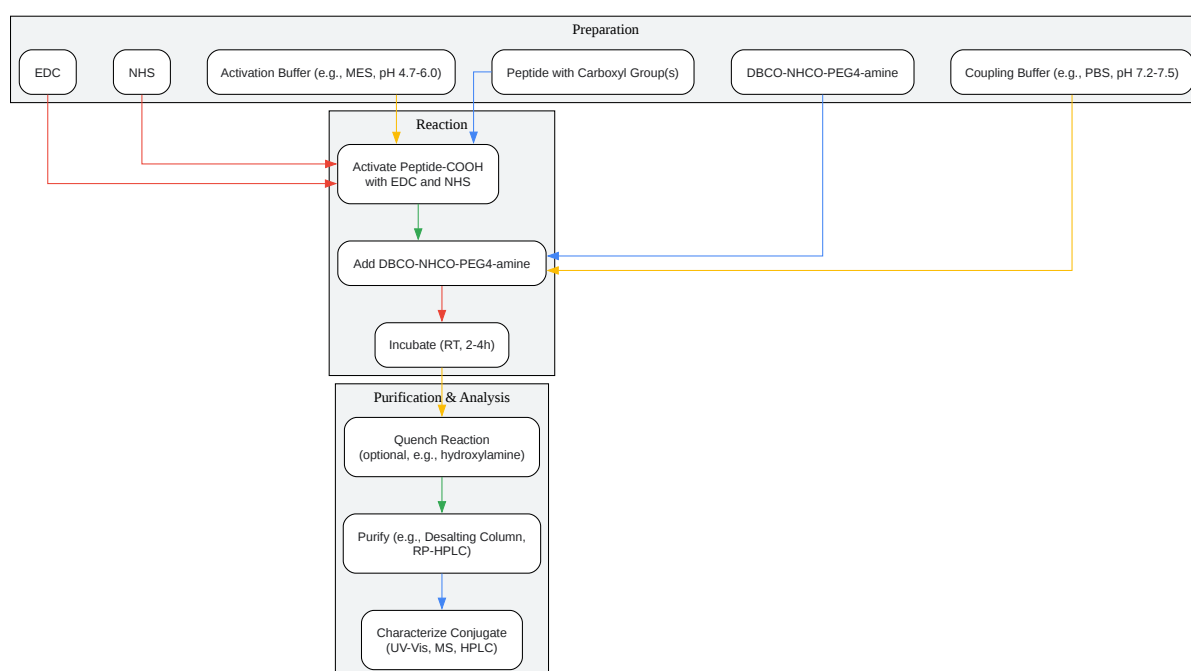 Preparation
EDC
NHS
Activation Buffer (e.g., MES, pH 4.7-6.0)
Peptide with Carboxyl Group(s)
DBCO-NHCO-PEG4-amine
Coupling Buffer (e.g., PBS, pH 7.2-7.5)
Reaction
Activate Peptide-COOH
with EDC and NHS
Add DBCO-NHCO-PEG4-amine
Incubate (RT, 2-4h)
Purification & Analysis
Quench Reaction
(optional, e.g., hydroxylamine)
Purify (e.g., Desalting Column,
RP-HPLC)
Characterize Conjugate
(UV-Vis, MS, HPLC)